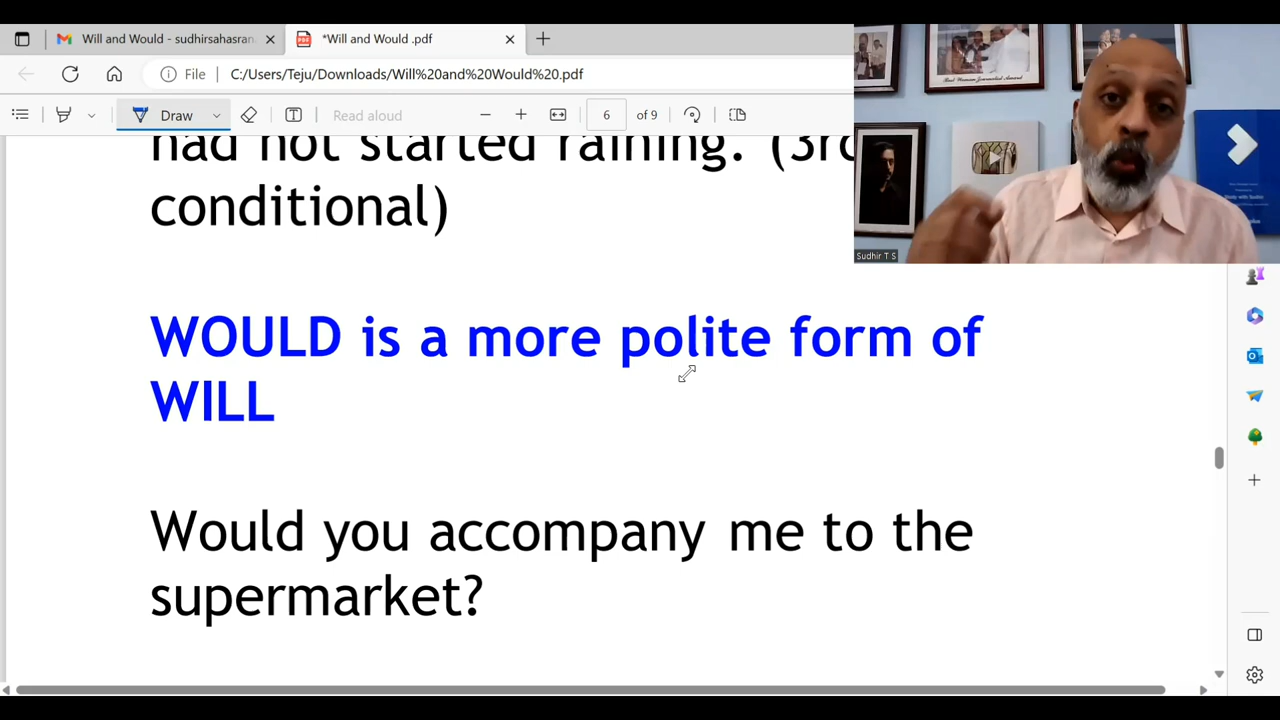 Will and Would - sudhirsahasran
*Will and Would .pdf
File
C:/Users/Teju/Downloads/Will%20and%20Would%20.pdf
Draw
Read aloud
6 of 9
had not started raining. (3rd
conditional)
WOULD is a more polite form of
WILL
Would you accompany me to the
supermarket?
Sudhir T S